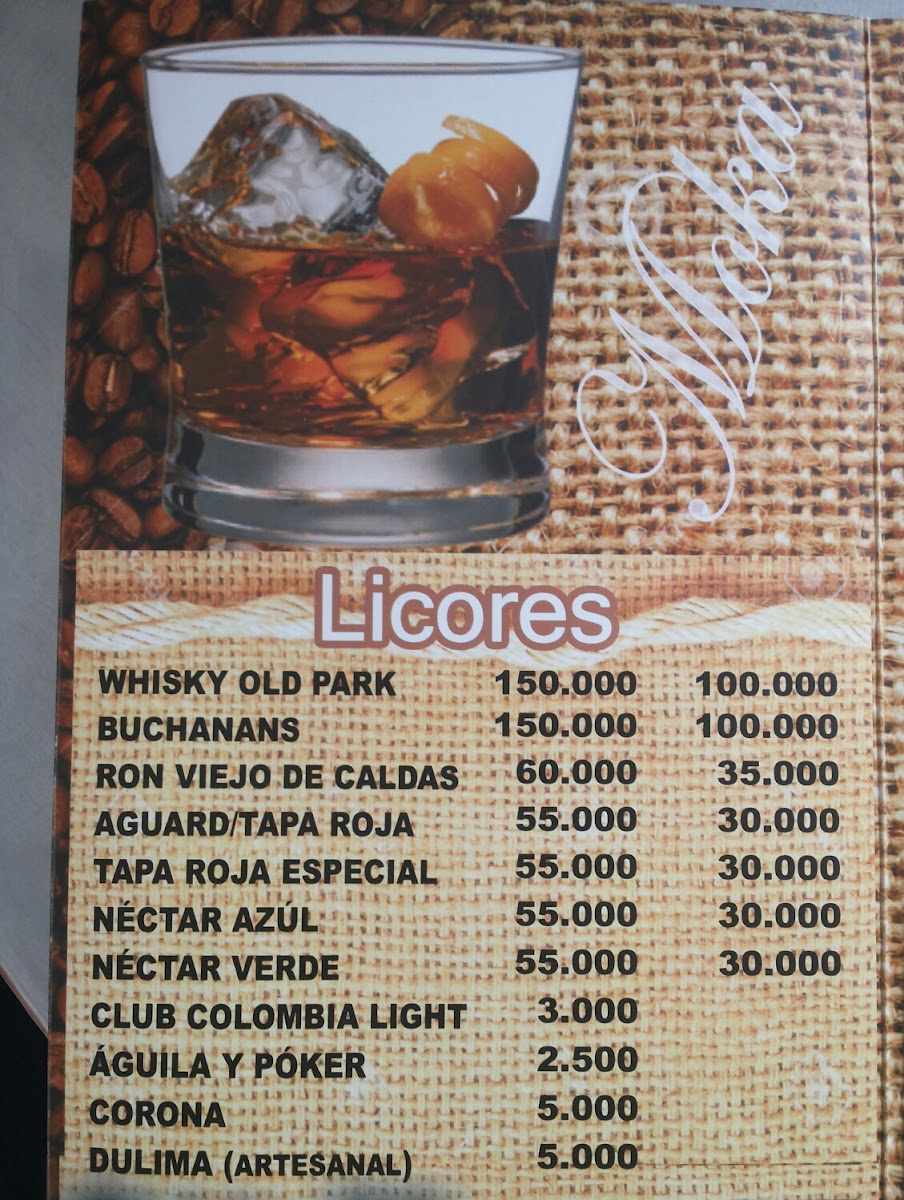 Moka
Licores
WHISKY OLD PARK 150.000 100.000
BUCHANANS 150.000 100.000
RON VIEJO DE CALDAS 60.000 35.000
AGUARD/TAPA ROJA 55.000 30.000
TAPA ROJA ESPECIAL 55.000 30.000
NÉCTAR AZÚL 55.000 30.000
NÉCTAR VERDE 55.000 30.000
CLUB COLOMBIA LIGHT 3.000
ÁGUILA Y PÓKER 2.500
CORONA 5.000
DULIMA (ARTESANAL) 5.000